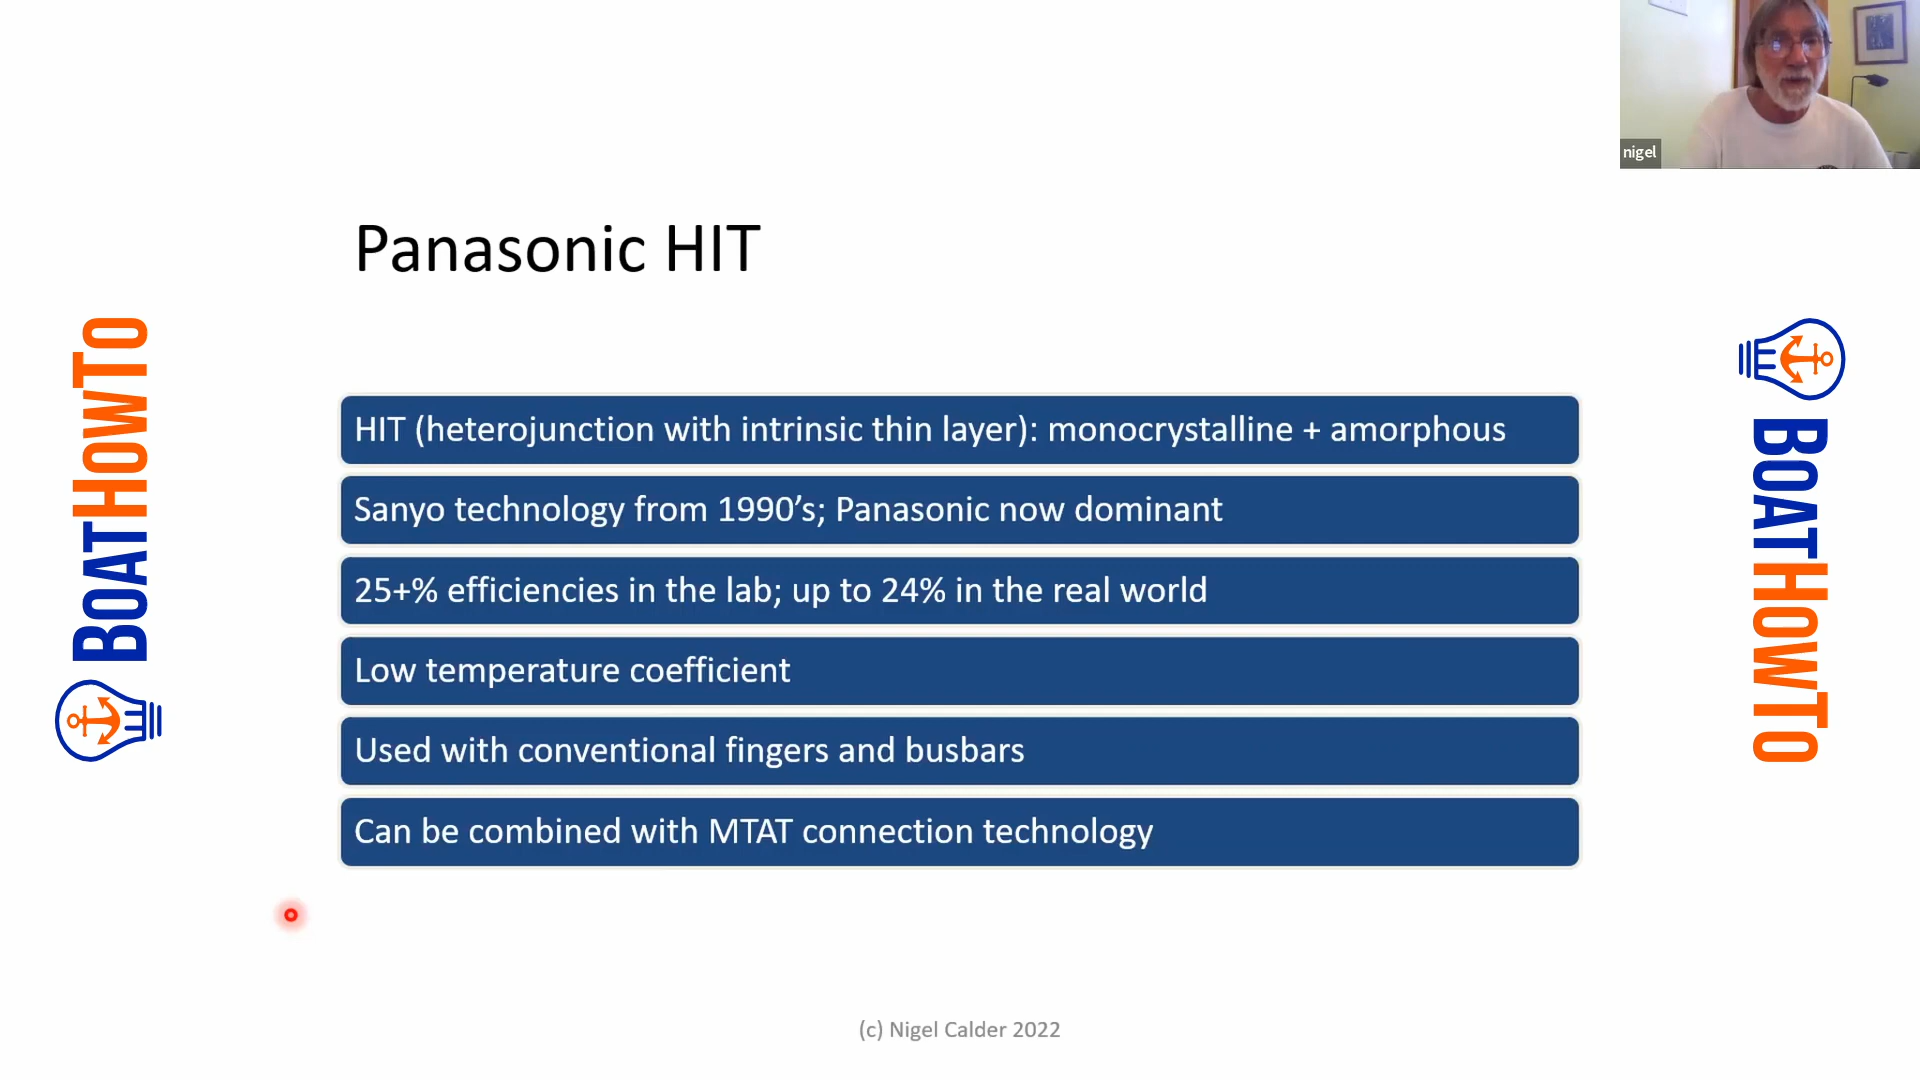 nigel
Panasonic HIT
HIT (heterojunction with intrinsic thin layer): monocrystalline + amorphous
Sanyo technology from 1990’s; Panasonic now dominant
25+% efficiencies in the lab; up to 24% in the real world
Low temperature coefficient
Used with conventional fingers and busbars
Can be combined with MTAT connection technology
BOATHOWTO
BOATHOWTO
(c) Nigel Calder 2022